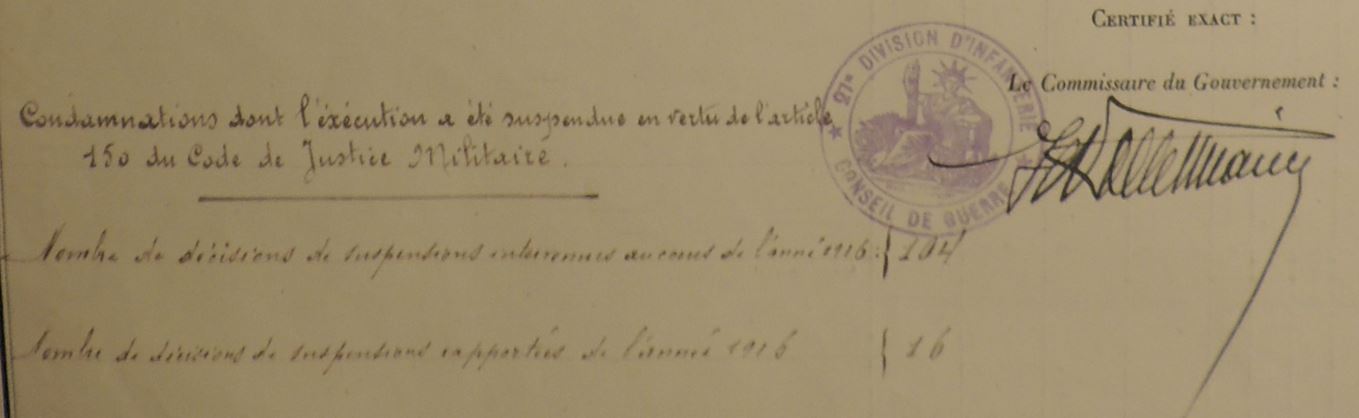 CERTIFIÉ EXACT :
Le Commissaire du Gouvernement :
★ 21e DIVISION D'INFANTERIE ★
CONSEIL DE GUERRE
Condamnations dont l'éxécution a été suspendue en vertu de l'article
150 du Code de Justice Militaire.
Nombre de décisions de suspensions intervenues au cours de l'année 1916 : { 104
Nombre de décisions de suspensions rapportées de l'année 1916 { 16